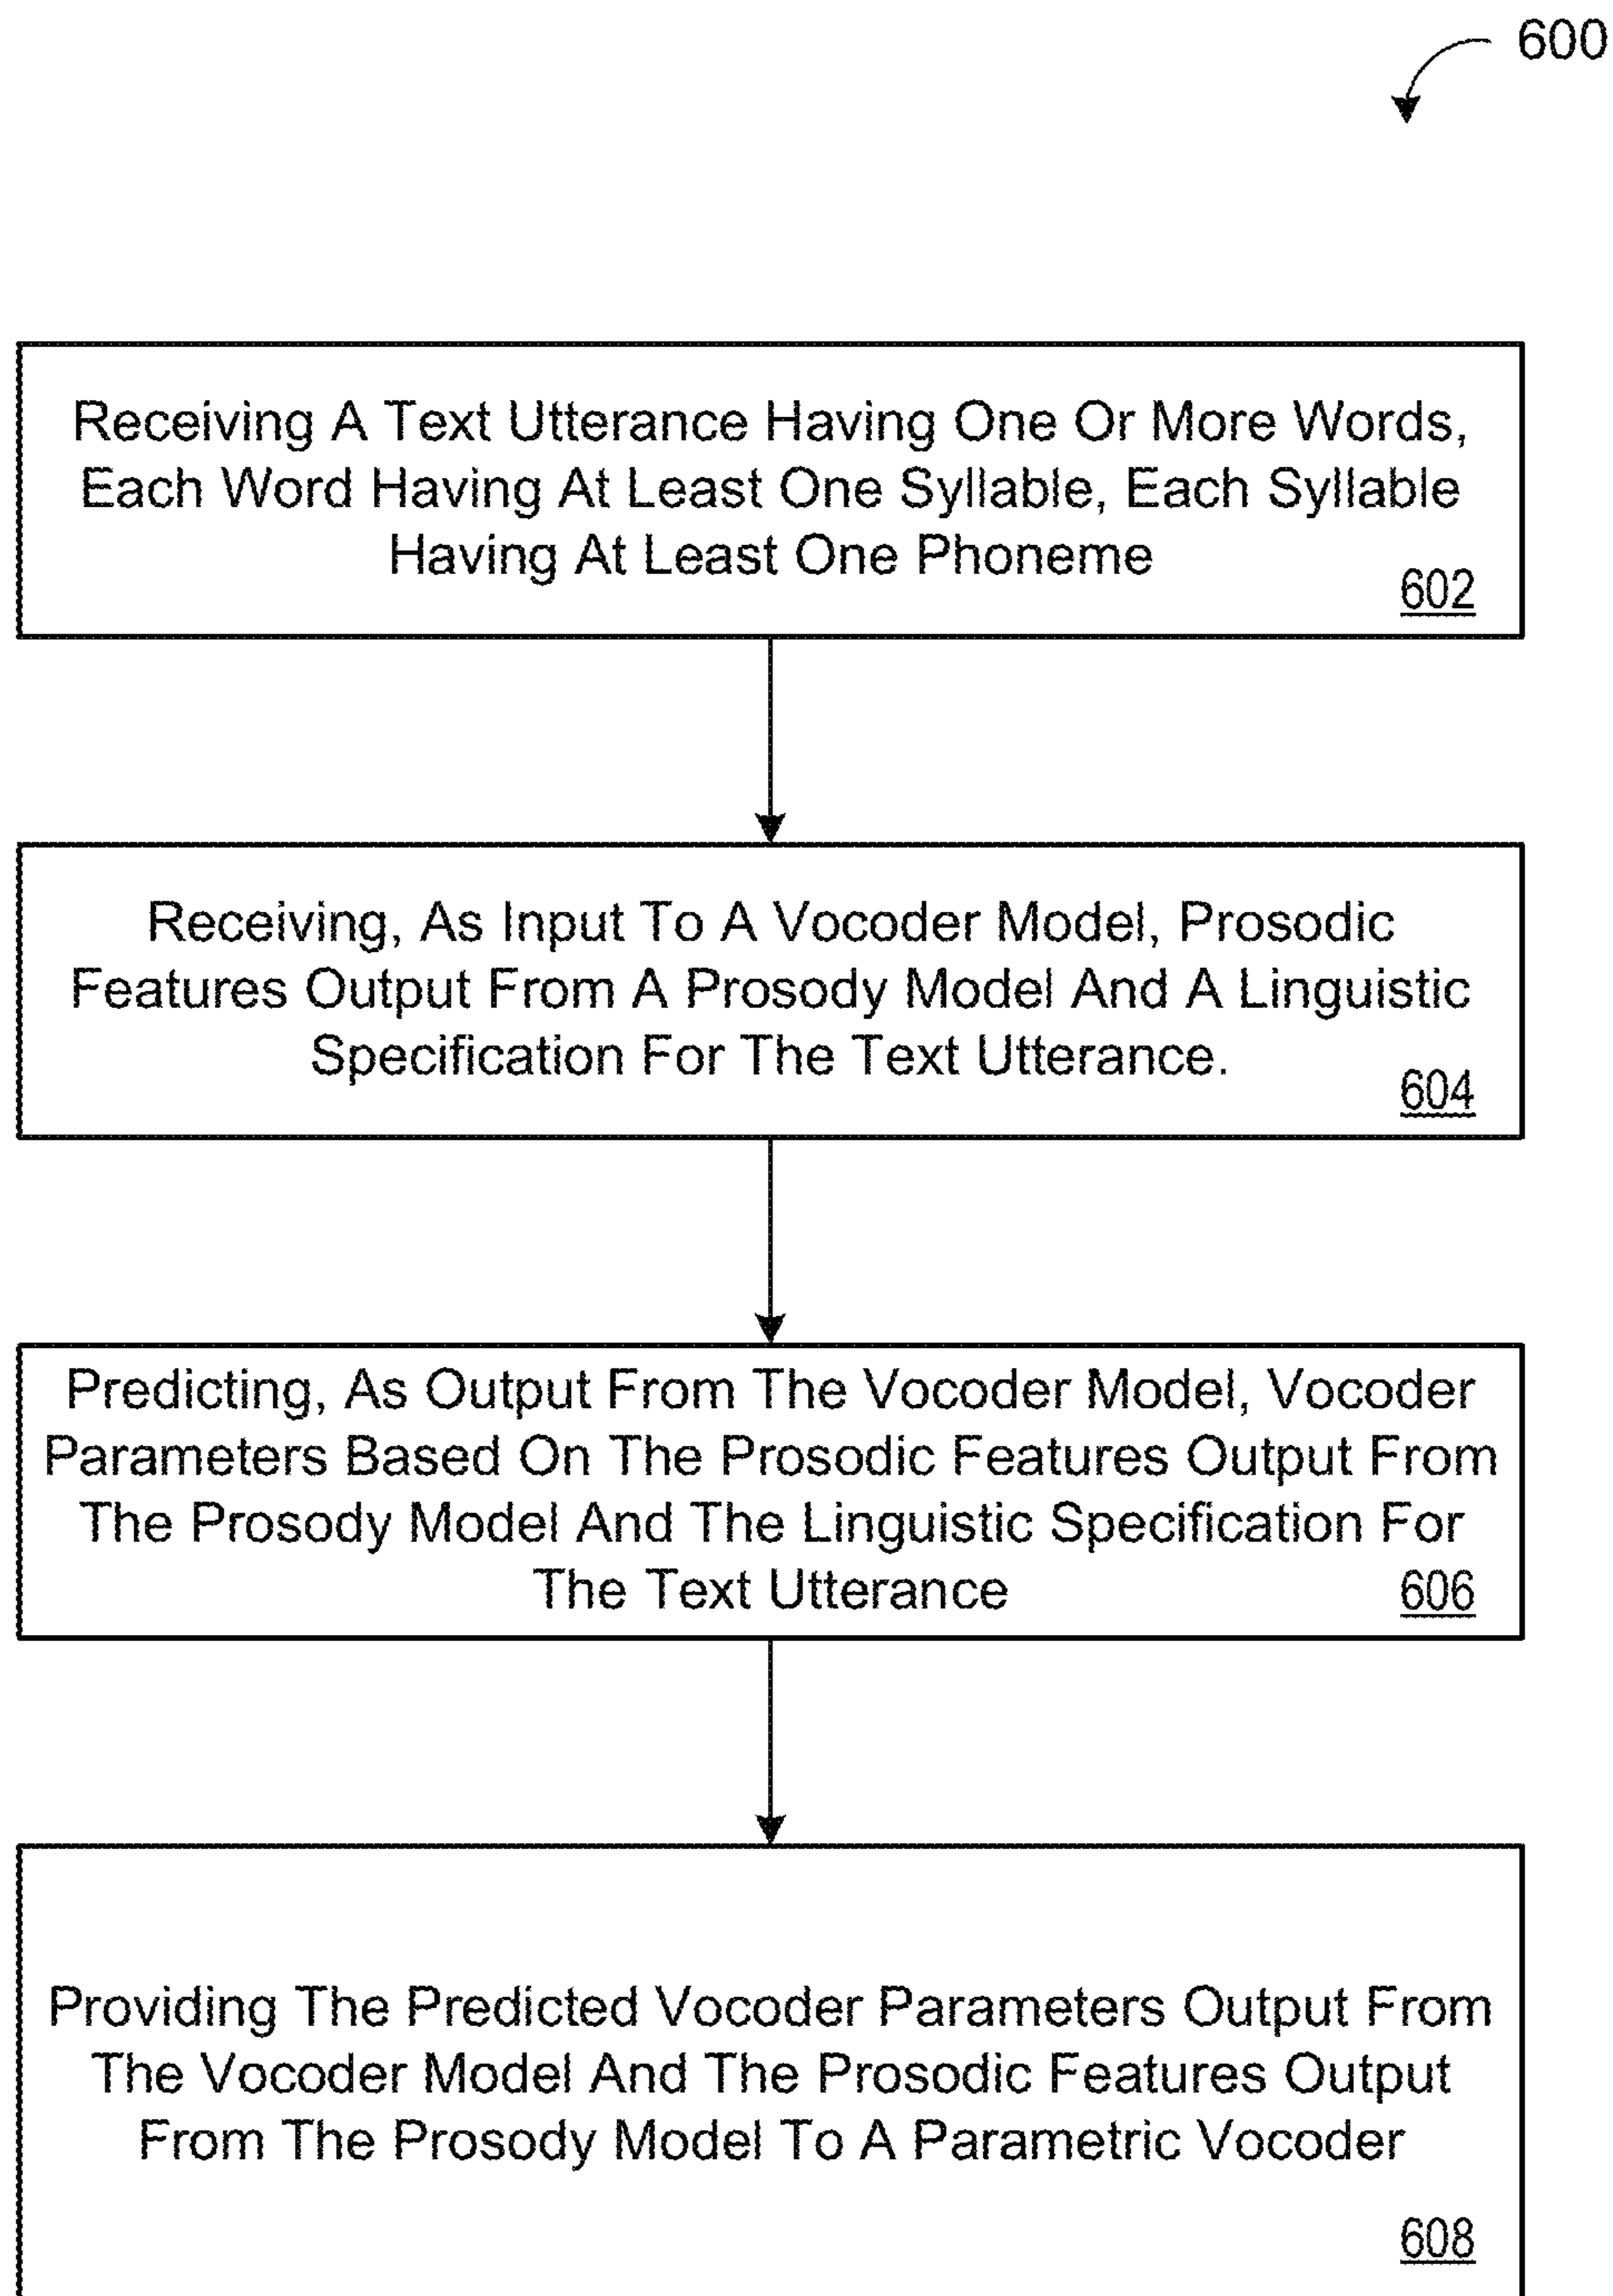 600
Receiving A Text Utterance Having One Or More Words,
Each Word Having At Least One Syllable, Each Syllable
Having At Least One Phoneme
602
Receiving, As Input To A Vocoder Model, Prosodic
Features Output From A Prosody Model And A Linguistic
Specification For The Text Utterance.
604
Predicting, As Output From The Vocoder Model, Vocoder
Parameters Based On The Prosodic Features Output From
The Prosody Model And The Linguistic Specification For
The Text Utterance
606
Providing The Predicted Vocoder Parameters Output From
The Vocoder Model And The Prosodic Features Output
From The Prosody Model To A Parametric Vocoder
608